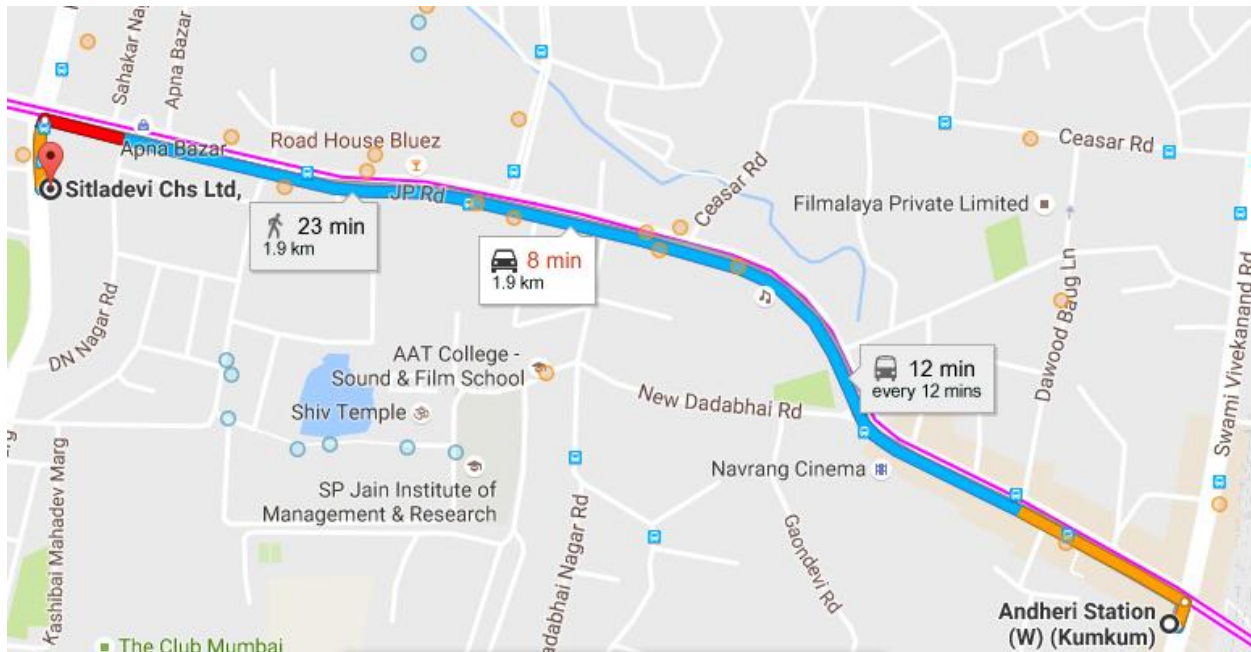 Sahakar Nag
Apna Bazar
Apna Bazar
Road House Bluez
JP Rd
Ceasar Rd
Ceasar Rd
Sitladevi Chs Ltd,
23 min
1.9 km
8 min
1.9 km
Filmalaya Private Limited
Dawood Baug Ln
Swami Vivekanand Rd
DN Nagar Rd
AAT College -
Sound & Film School
12 min
every 12 mins
New Dadabhai Rd
Shiv Temple
Navrang Cinema
SP Jain Institute of
Management & Research
Kashibai Mahadev Marg
adabhai Nagar Rd
Gaondevi Rd
Andheri Station
(W) (Kumkum)
The Club Mumbai